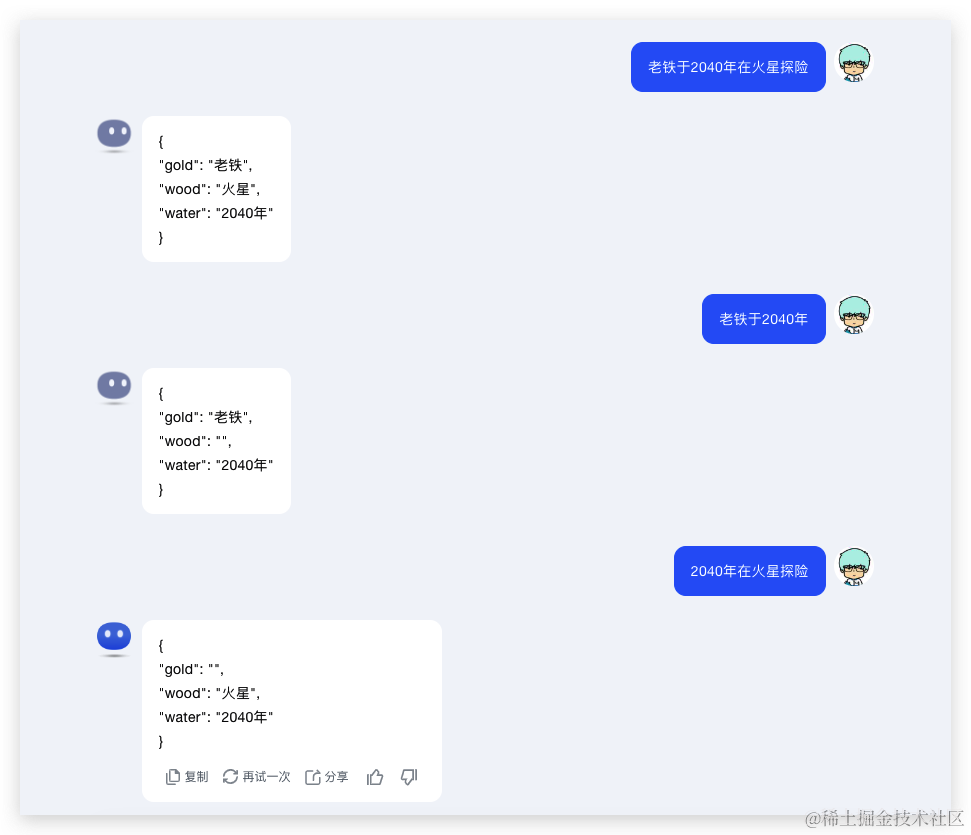 老铁于2040年在火星探险
{
"gold": "老铁",
"wood": "火星",
"water": "2040年"
}
老铁于2040年
{
"gold": "老铁",
"wood": "",
"water": "2040年"
}
2040年在火星探险
{
"gold": "",
"wood": "火星",
"water": "2040年"
}
复制 再试一次 分享
@稀土掘金技术社区